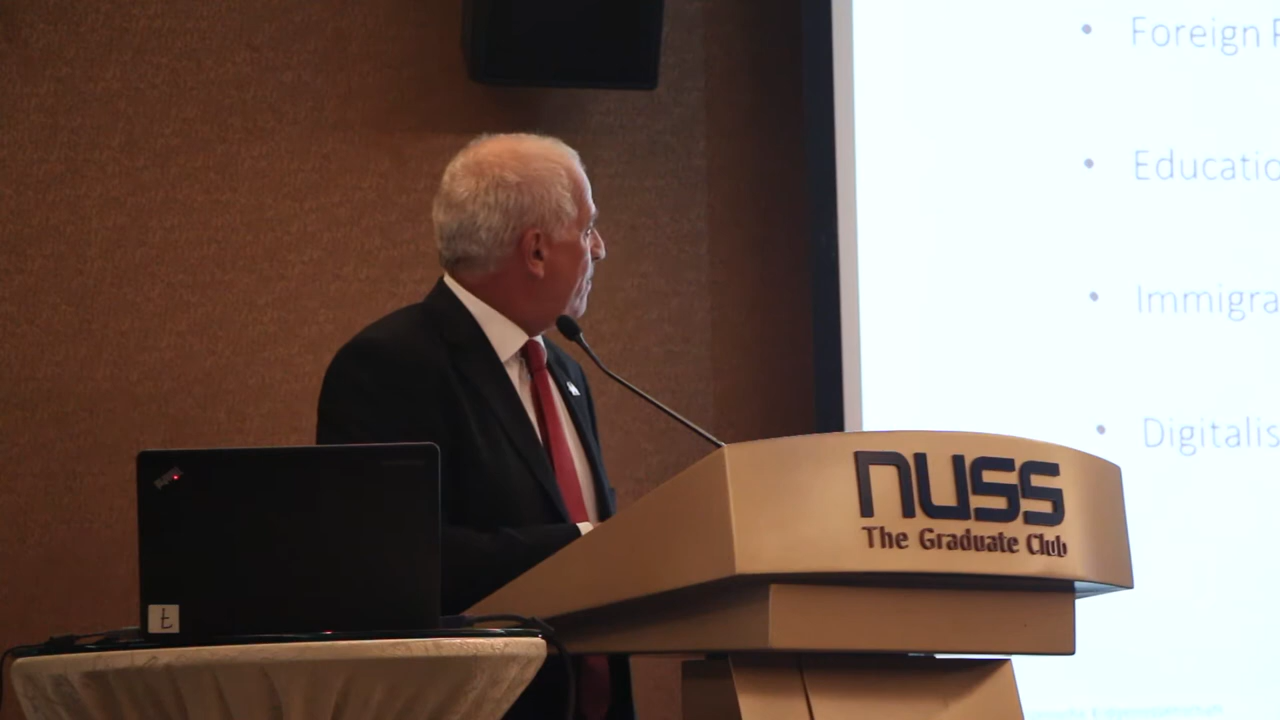 Foreign
Educatio
Immigra
Digitalis
nuss
The Graduate Club
t